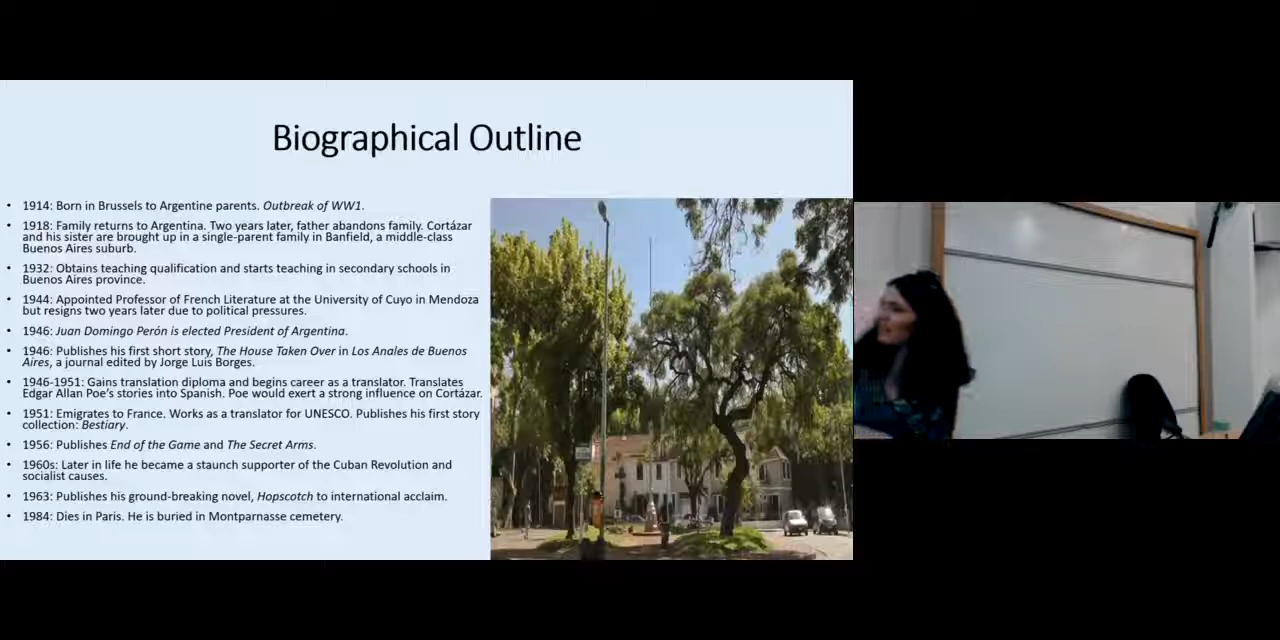 Biographical Outline
• 1914: Born in Brussels to Argentine parents. Outbreak of WW1.
• 1918: Family returns to Argentina. Two years later, father abandons family. Cortázar
and his sister are brought up in a single-parent family in Banfield, a middle-class
Buenos Aires suburb.
• 1932: Obtains teaching qualification and starts teaching in secondary schools in
Buenos Aires province.
• 1944: Appointed Professor of French Literature at the University of Cuyo in Mendoza
but resigns two years later due to political pressures.
• 1946: Juan Domingo Perón is elected President of Argentina.
• 1946: Publishes his first short story, The House Taken Over in Los Anales de Buenos
Aires, a journal edited by Jorge Luis Borges.
• 1946-1951: Gains translation diploma and begins career as a translator. Translates
Edgar Allan Poe's stories into Spanish. Poe would exert a strong influence on Cortázar.
• 1951: Emigrates to France. Works as a translator for UNESCO. Publishes his first story
collection: Bestiary.
• 1956: Publishes End of the Game and The Secret Arms.
• 1960s: Later in life he became a staunch supporter of the Cuban Revolution and
socialist causes.
• 1963: Publishes his ground-breaking novel, Hopscotch to international acclaim.
• 1984: Dies in Paris. He is buried in Montparnasse cemetery.